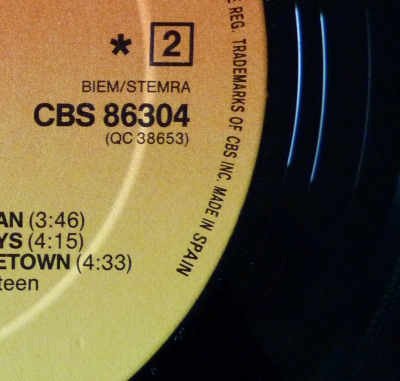 * 2
BIEM/STEMRA
CBS 86304
(QC 38653)
AN (3:46)
YS (4:15)
ETOWN (4:33)
teen
E REG. TRADEMARKS OF CBS INC. MADE IN SPAIN